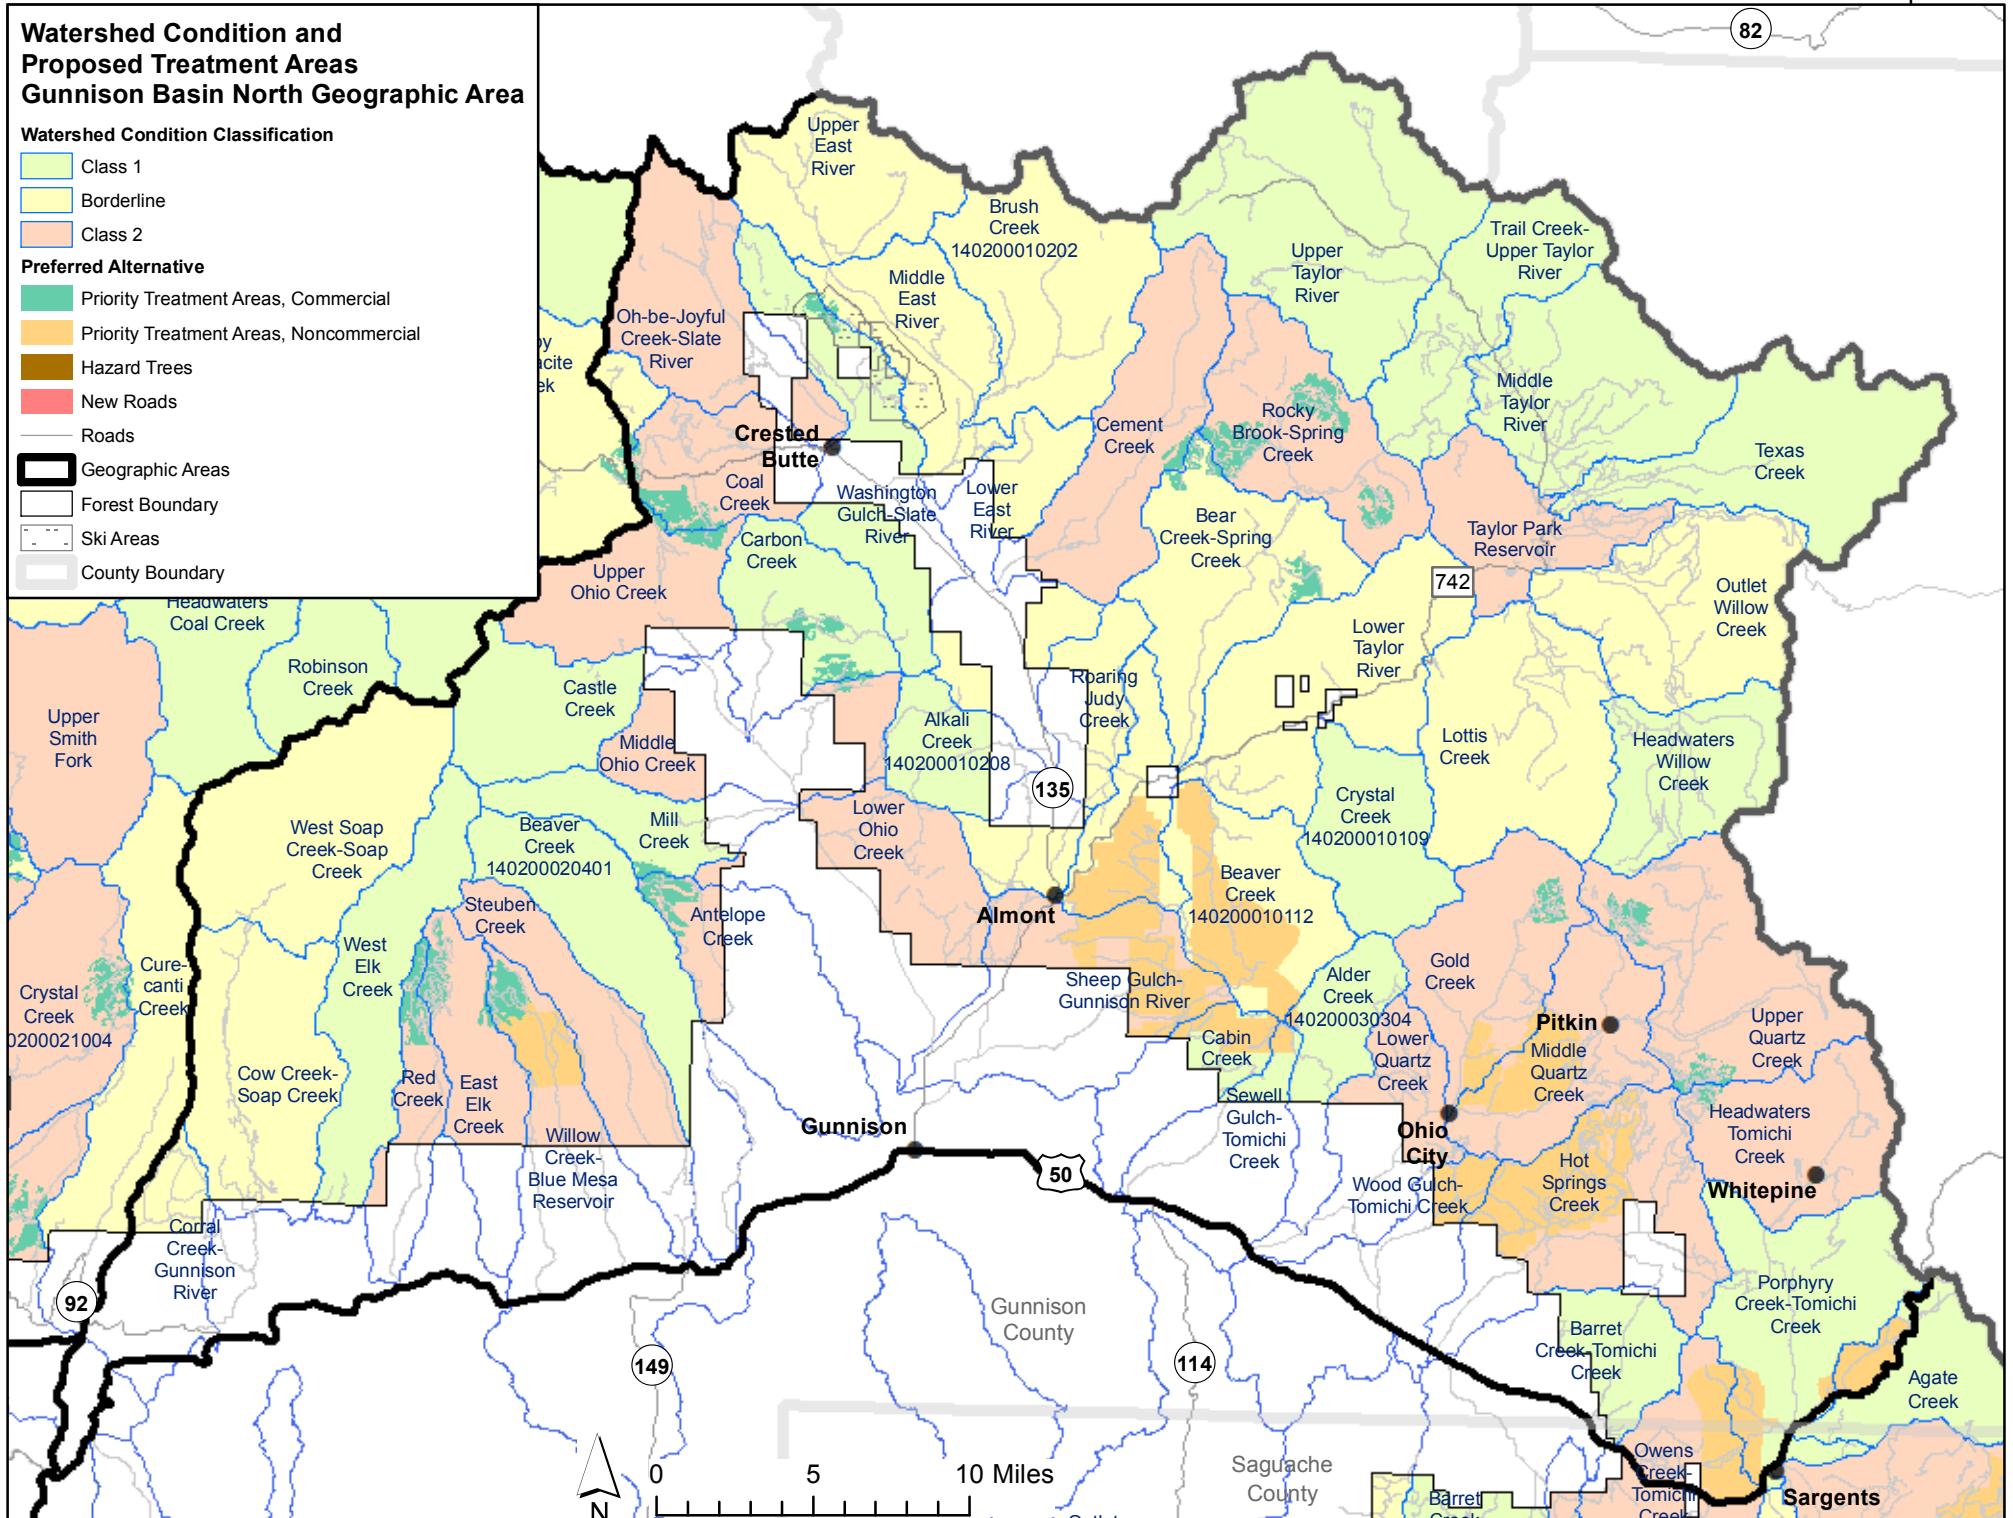 Watershed Condition and
Proposed Treatment Areas
Gunnison Basin North Geographic Area
Watershed Condition Classification
Class 1
Borderline
Class 2
Preferred Alternative
Priority Treatment Areas, Commercial
Priority Treatment Areas, Noncommercial
Hazard Trees
New Roads
Roads
Geographic Areas
Forest Boundary
Ski Areas
County Boundary
82
Upper
East
River
Brush
Creek
140200010202
Middle
East
River
Upper
Taylor
River
Trail Creek-
Upper Taylor
River
Oh-be-Joyful
Creek-Slate
River
Middle
Taylor
River
Texas
Creek
Cement
Creek
Rocky
Brook-Spring
Creek
Crested
Butte
Coal
Creek
Washington
Gulch-Slate
River
Lower
East
River
Bear
Creek-Spring
Creek
Taylor Park
Reservoir
Carbon
Creek
Upper
Ohio Creek
742
Outlet
Willow
Creek
Headwaters
Coal Creek
Robinson
Creek
Castle
Creek
Lower
Taylor
River
Roaring
Judy
Creek
Upper
Smith
Fork
Middle
Ohio Creek
Alkali
Creek
140200010208
Lottis
Creek
Headwaters
Willow
Creek
135
Crystal
Creek
140200010109
West Soap
Creek-Soap
Creek
Beaver
Creek
140200020401
Mill
Creek
Lower
Ohio
Creek
Beaver
Creek
140200010112
Steuben
Creek
Antelope
Creek
Almont
West
Elk
Creek
Cure-
canti
Creek
Crystal
Creek
0200021004
Sheep Gulch-
Gunnison River
Alder
Creek
140200030304
Gold
Creek
Pitkin
Upper
Quartz
Creek
Cabin
Creek
Lower
Quartz
Creek
Middle
Quartz
Creek
Cow Creek-
Soap Creek
Red
Creek
East
Elk
Creek
Sewell
Gulch-
Tomichi
Creek
Headwaters
Tomichi
Creek
Gunnison
Ohio
City
Willow
Creek-
Blue Mesa
Reservoir
50
Wood Gulch-
Tomichi Creek
Hot
Springs
Creek
Whitepine
Corral
Creek-
Gunnison
River
92
Gunnison
County
Porphyry
Creek-Tomichi
Creek
Barret
Creek-Tomichi
Creek
149
114
Agate
Creek
Saguache
County
Owens
Creek-
Tomichi
Creek
Sargents
Barret
0 5 10 Miles
N